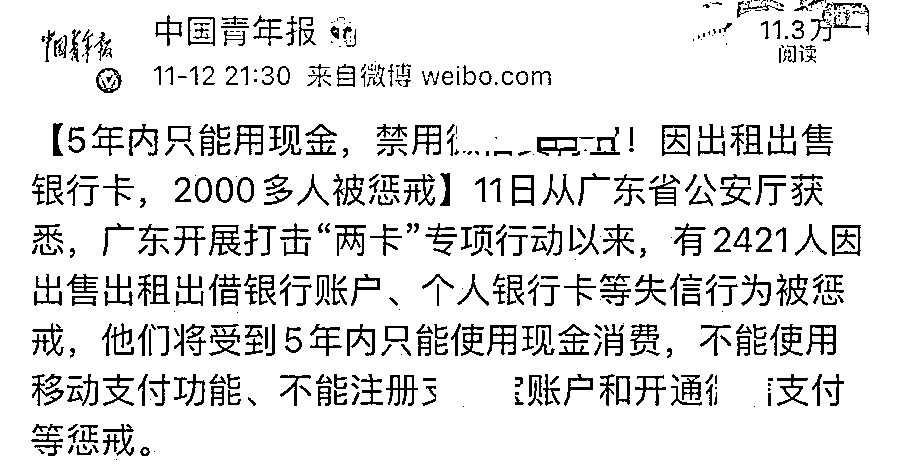 中国青年报
中国青年报
11.3万
阅读
11-12 21:30 来自微博 weibo.com
【5年内只能用现金，禁用！因出租出售
银行卡，2000多人被惩戒】11日从广东省公安厅获
悉，广东开展打击“两卡”专项行动以来，有2421人因
出售出租出借银行账户、个人银行卡等失信行为被惩
戒，他们将受到5年内只能使用现金消费，不能使用
移动支付功能、不能注册账户和开通支付
等惩戒。